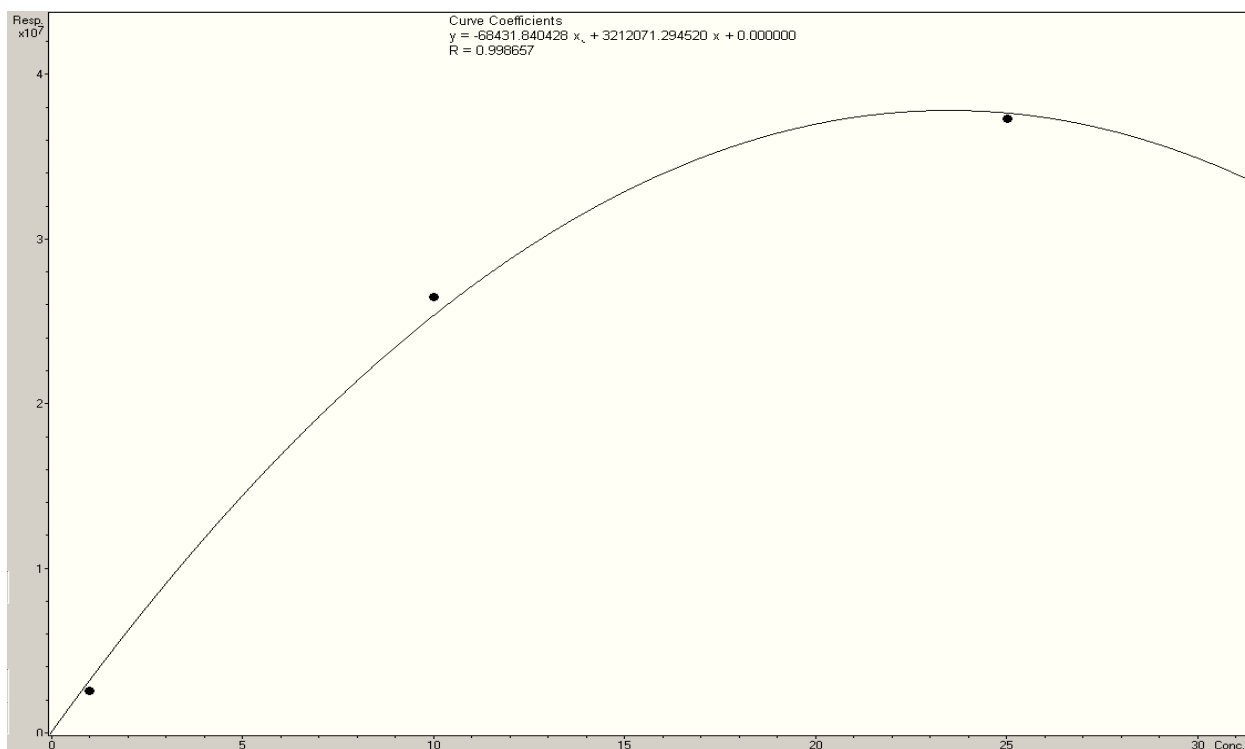 Resp.
x10⁷
Curve Coefficients
y = -68431.840428 x + 3212071.294520 x + 0.000000
R = 0.998657
4
3
2
1
0
0 5 10 15 20 25 30 Conc